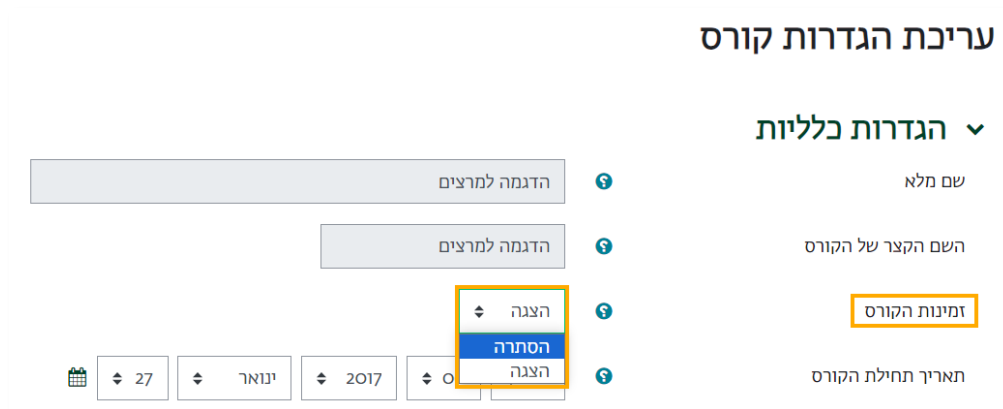 עריכת הגדרות קורס
הגדרות כלליות
שם מלא
הדגמה למרצים
השם הקצר של הקורס
הדגמה למרצים
זמינות הקורס
הצגה
הסתרה
הצגה
תאריך תחילת הקורס
2017 ינואר 27